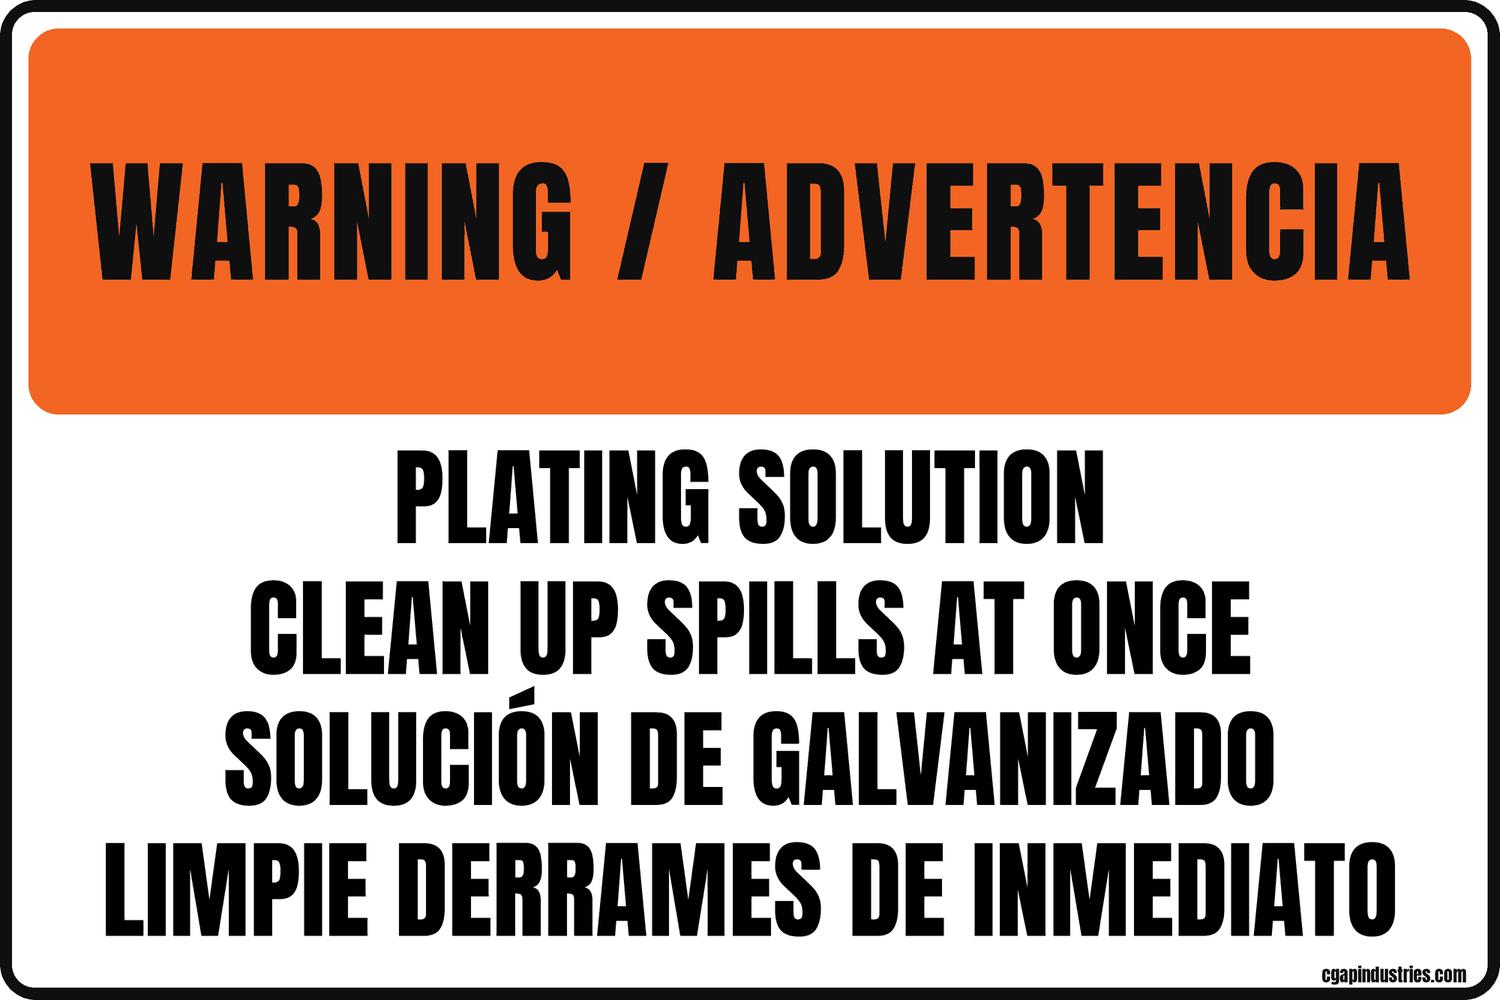 WARNING / ADVERTENCIA
PLATING SOLUTION
CLEAN UP SPILLS AT ONCE
SOLUCIÓN DE GALVANIZADO
LIMPIE DERRAMES DE INMEDIATO
cgapindustries.com